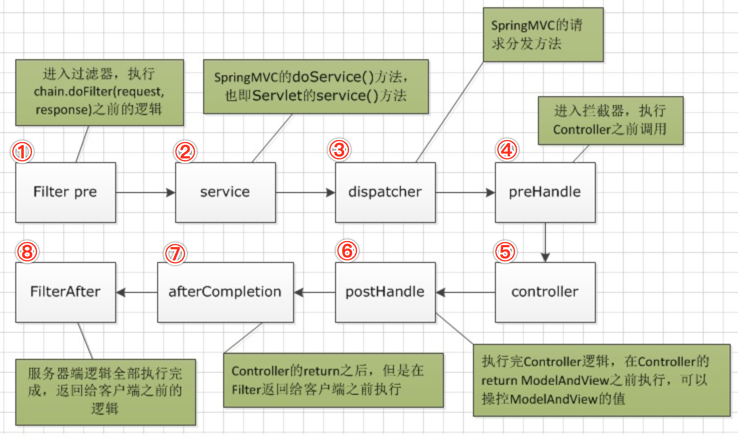 SpringMVC的请
求分发方法
进入过滤器，执行
chain.doFilter(request,
response)之前的逻辑
SpringMVC的doService()方法，
也即Servlet的service()方法
进入拦截器，执行
Controller之前调用
①
Filter pre
②
service
③
dispatcher
④
preHandle
⑤
controller
⑥
postHandle
⑦
afterCompletion
⑧
FilterAfter
服务器端逻辑全部执行完
成，返回给客户端之前的
逻辑
Controller的return之后，但是在
Filter返回给客户端之前执行
执行完Controller逻辑，在Controller的
return ModelAndView之前执行，可以
操控ModelAndView的值